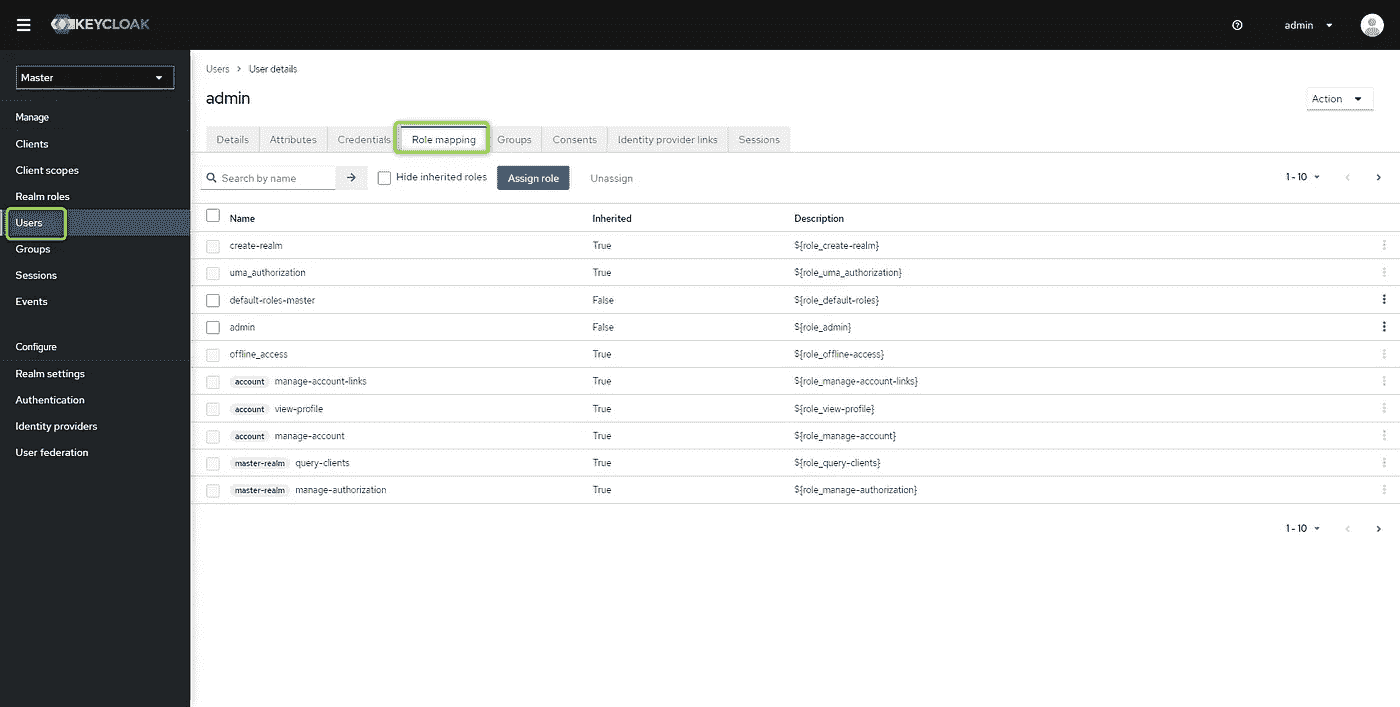 KEYCLOAK
admin
Master
Manage
Clients
Client scopes
Realm roles
Users
Groups
Sessions
Events
Configure
Realm settings
Authentication
Identity providers
User federation
Users > User details
admin
Action
Details Attributes Credentials Role mapping Groups Consents Identity provider links Sessions
Search by name Hide inherited roles Assign role Unassign 1 - 10
Name Inherited Description
create-realm True ${role_create-realm}
uma_authorization True ${role_uma_authorization}
default-roles-master False ${role_default-roles}
admin False ${role_admin}
offline_access True ${role_offline-access}
account manage-account-links True ${role_manage-account-links}
account view-profile True ${role_view-profile}
account manage-account True ${role_manage-account}
master-realm query-clients True ${role_query-clients}
master-realm manage-authorization True ${role_manage-authorization}
1 - 10